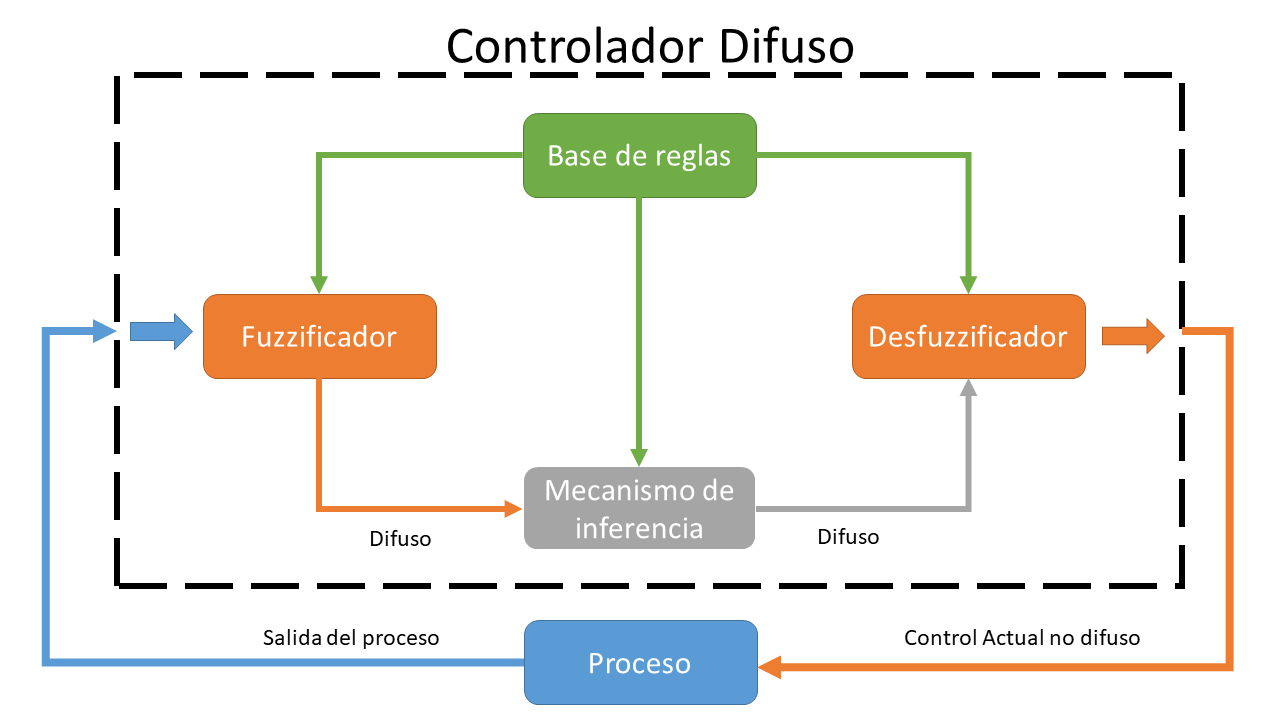 Controlador Difuso
Base de reglas
Fuzzificador
Desfuzzificador
Mecanismo de
inferencia
Difuso
Difuso
Salida del proceso
Control Actual no difuso
Proceso